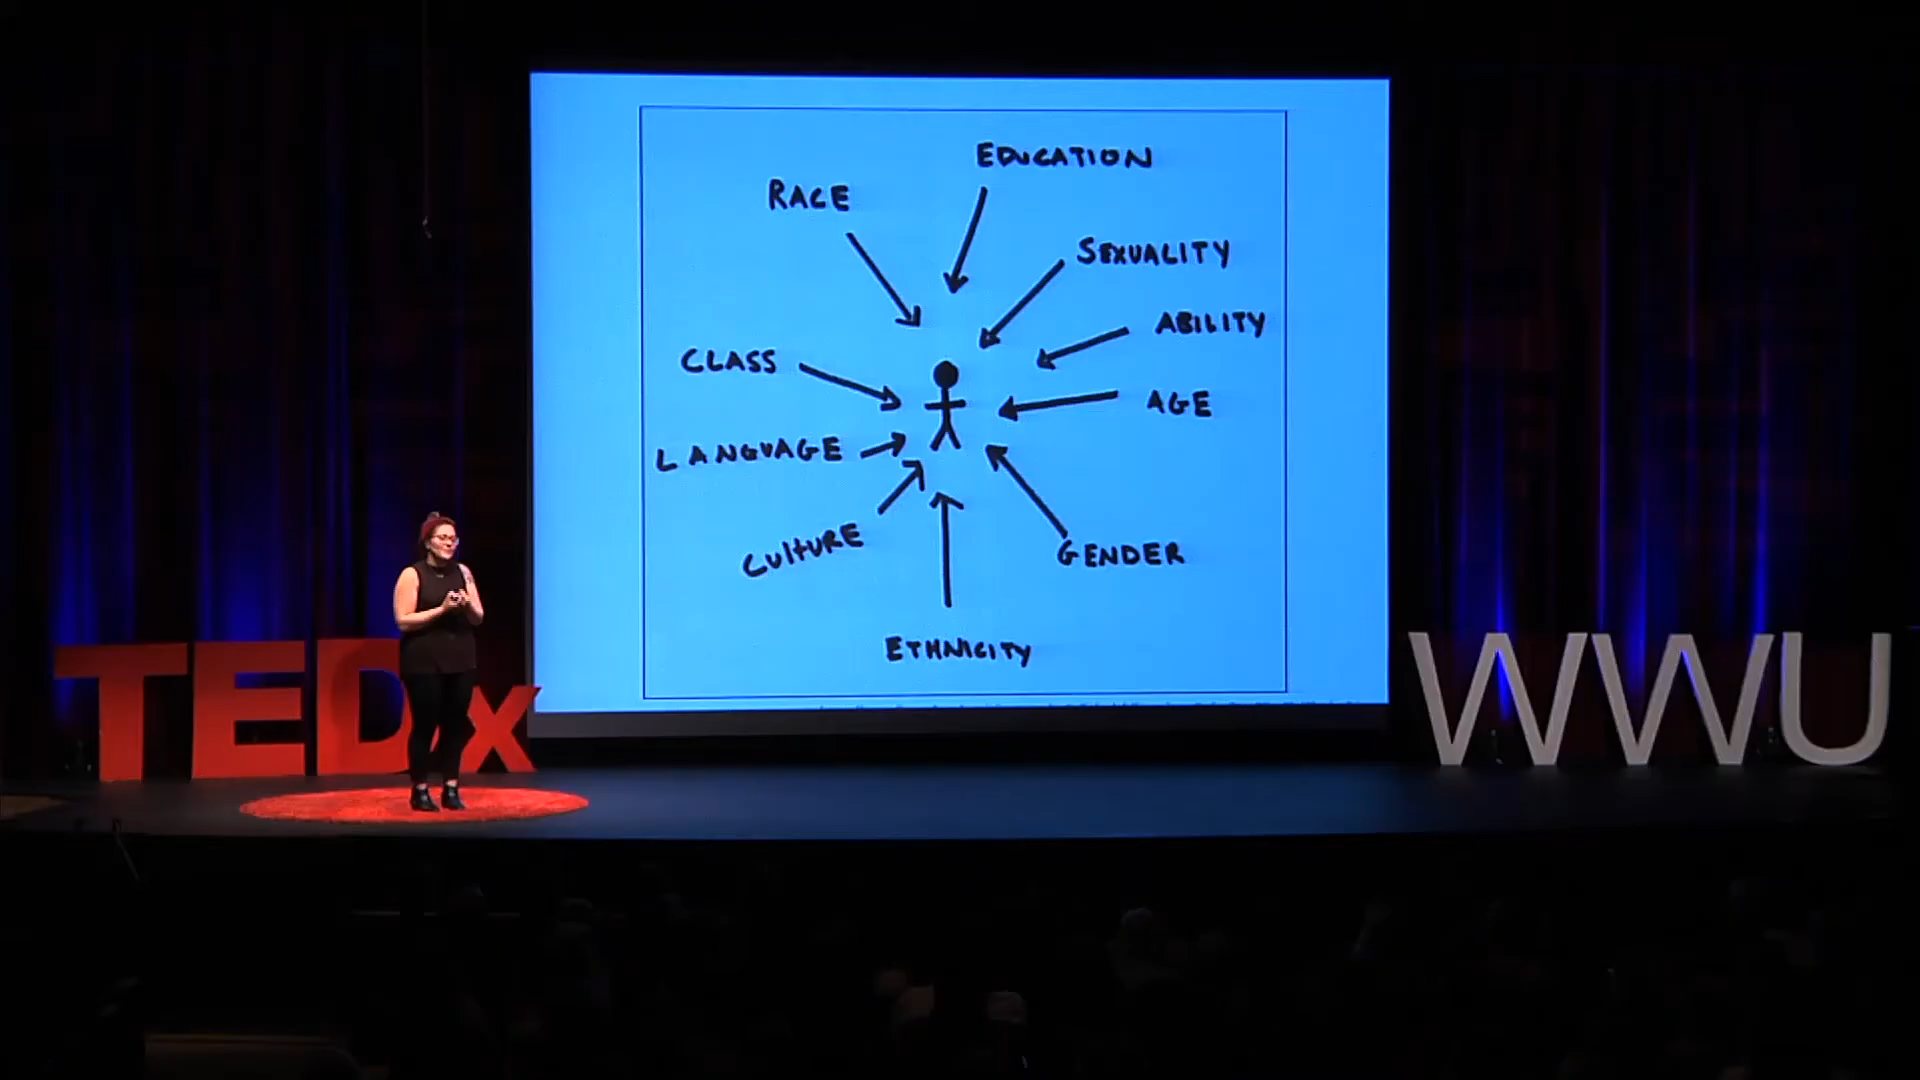 EDUCATION
RACE
SEXUALITY
ABILITY
CLASS
AGE
LANGUAGE
CULTURE
GENDER
ETHNICITY
TEDx
WWU